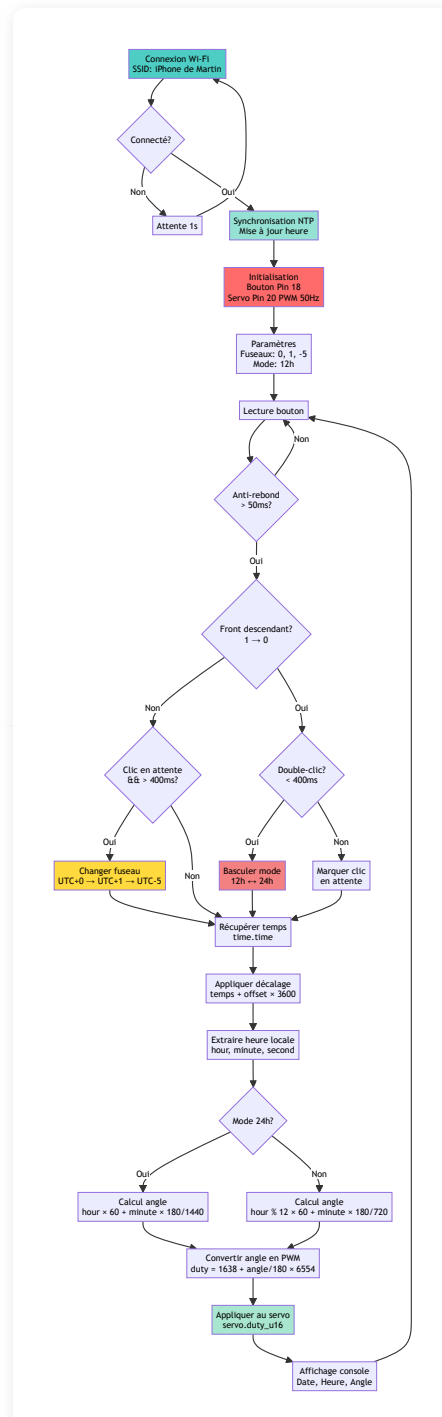 Connexion Wi-Fi
SSID: iPhone de Martin
Connecté?
Non
Oui
Attente 1s
Synchronisation NTP
Mise à jour heure
Initialisation
Bouton Pin 18
Servo Pin 20 PWM 50Hz
Paramètres
Fuseaux: 0, 1, -5
Mode: 12h
Lecture bouton
Non
Anti-rebond
> 50ms?
Oui
Front descendant?
1 → 0
Non
Oui
Clic en attente
&& > 400ms?
Double-clic?
< 400ms
Oui
Non
Oui
Non
Changer fuseau
UTC+0 → UTC+1 → UTC-5
Basculer mode
12h ↔ 24h
Marquer clic
en attente
Récupérer temps
time.time
Appliquer décalage
temps + offset × 3600
Extraire heure locale
hour, minute, second
Mode 24h?
Oui
Non
Calcul angle
hour × 60 + minute × 180/1440
Calcul angle
hour % 12 × 60 + minute × 180/720
Convertir angle en PWM
duty = 1638 + angle/180 × 6554
Appliquer au servo
servo.duty_u16
Affichage console
Date, Heure, Angle